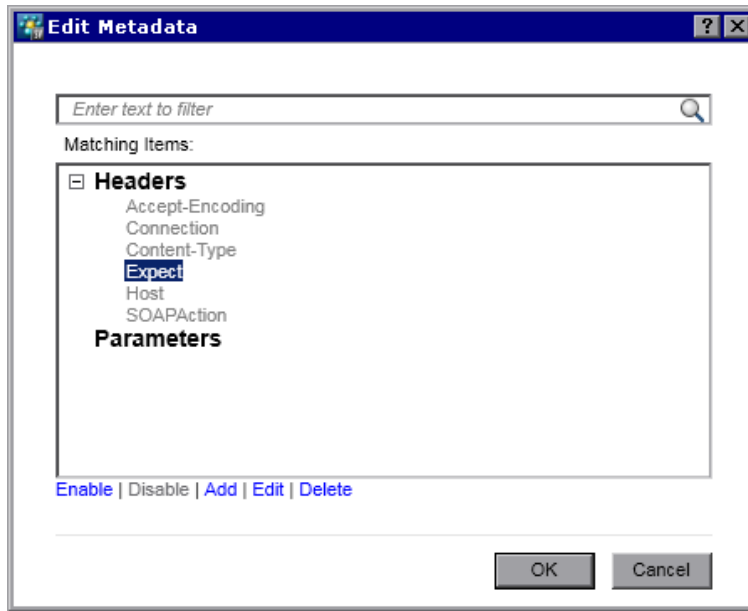 Edit Metadata
Enter text to filter
Matching Items:
Headers
Accept-Encoding
Connection
Content-Type
Expect
Host
SOAPAction
Parameters
Enable | Disable | Add | Edit | Delete
OK Cancel